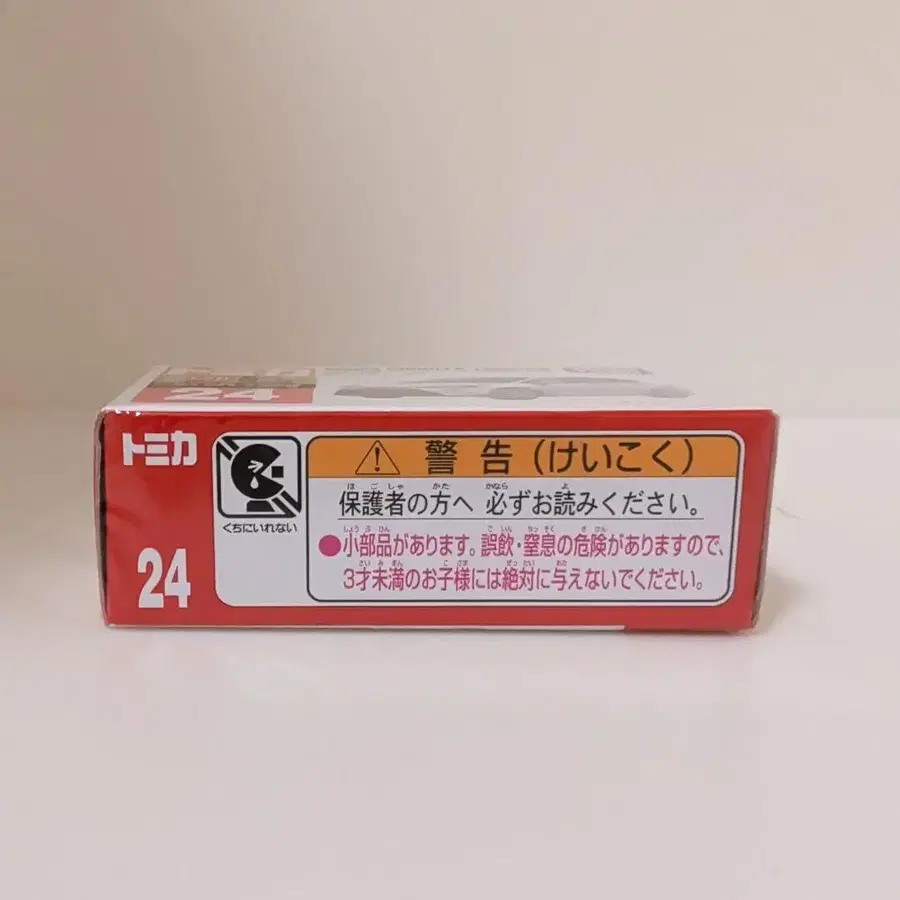 24
トミカ
24
くちにいれない
警告(けいこく)
保護者の方へ 必ずお読みください。
●小部品があります。誤飲・窒息の危険がありますので、
3才未満のお子様には絶対に与えないでください。